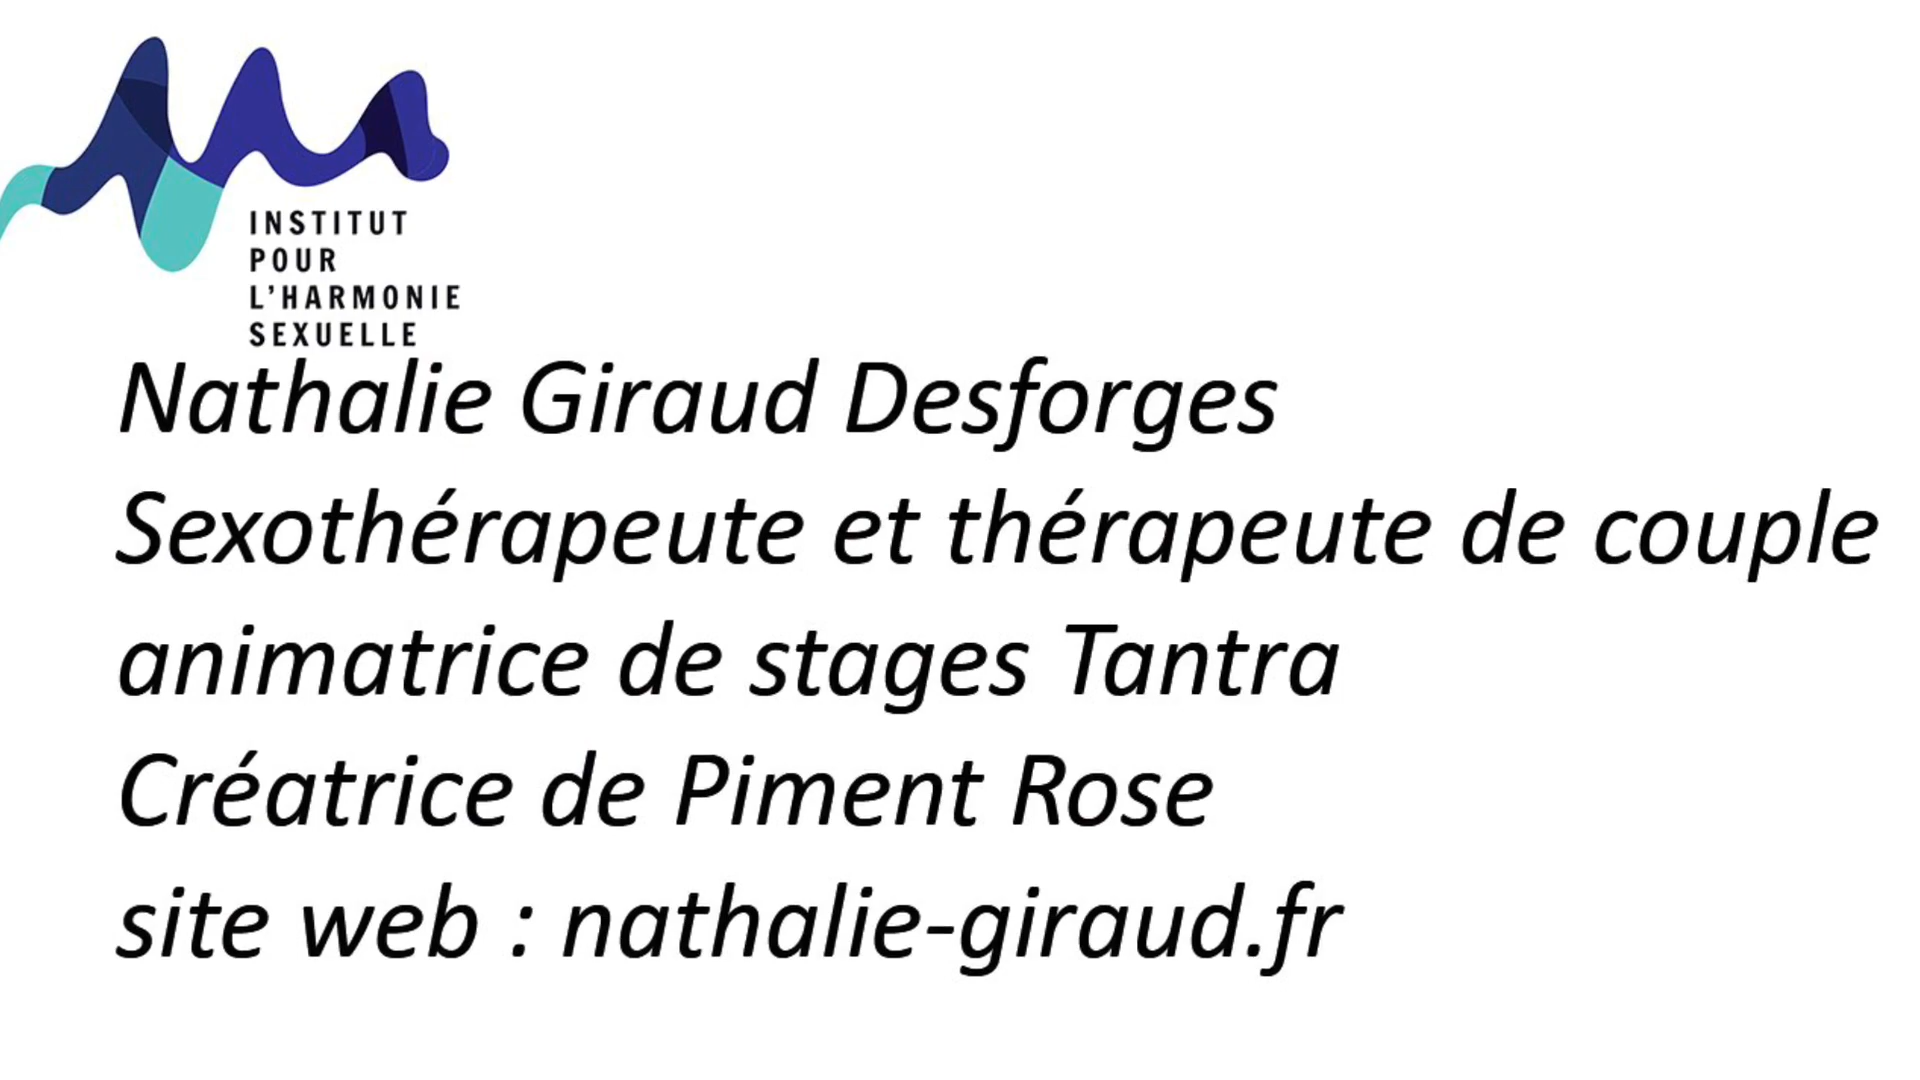 INSTITUT
POUR
L'HARMONIE
SEXUELLE
Nathalie Giraud Desforges
Sexothérapeute et thérapeute de couple
animatrice de stages Tantra
Créatrice de Piment Rose
site web : nathalie-giraud.fr